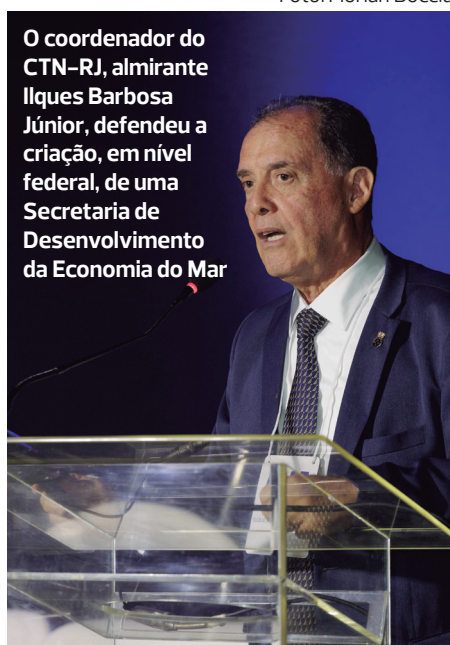 O coordenador do
CTN–RJ, almirante
Ilques Barbosa
Júnior, defendeu a
criação, em nível
federal, de uma
Secretaria de
Desenvolvimento
da Economia do Mar